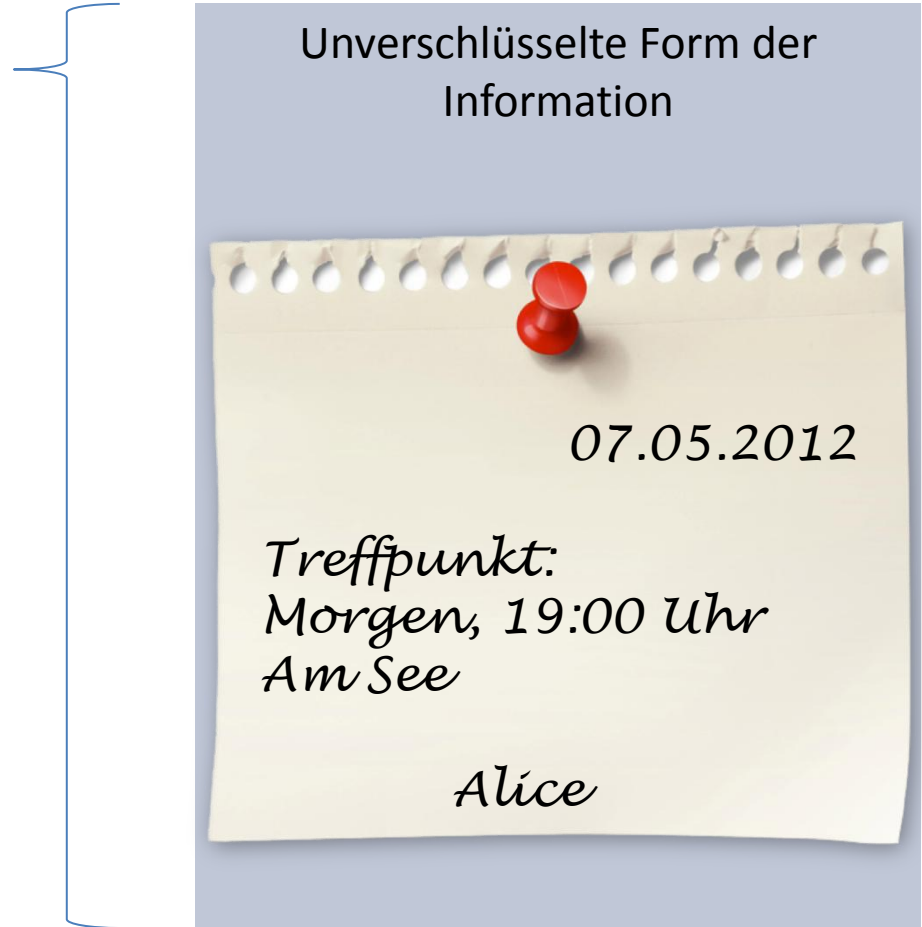 Unverschlüsselte Form der
Information
07.05.2012
Treffpunkt:
Morgen, 19:00 Uhr
Am See
Alice